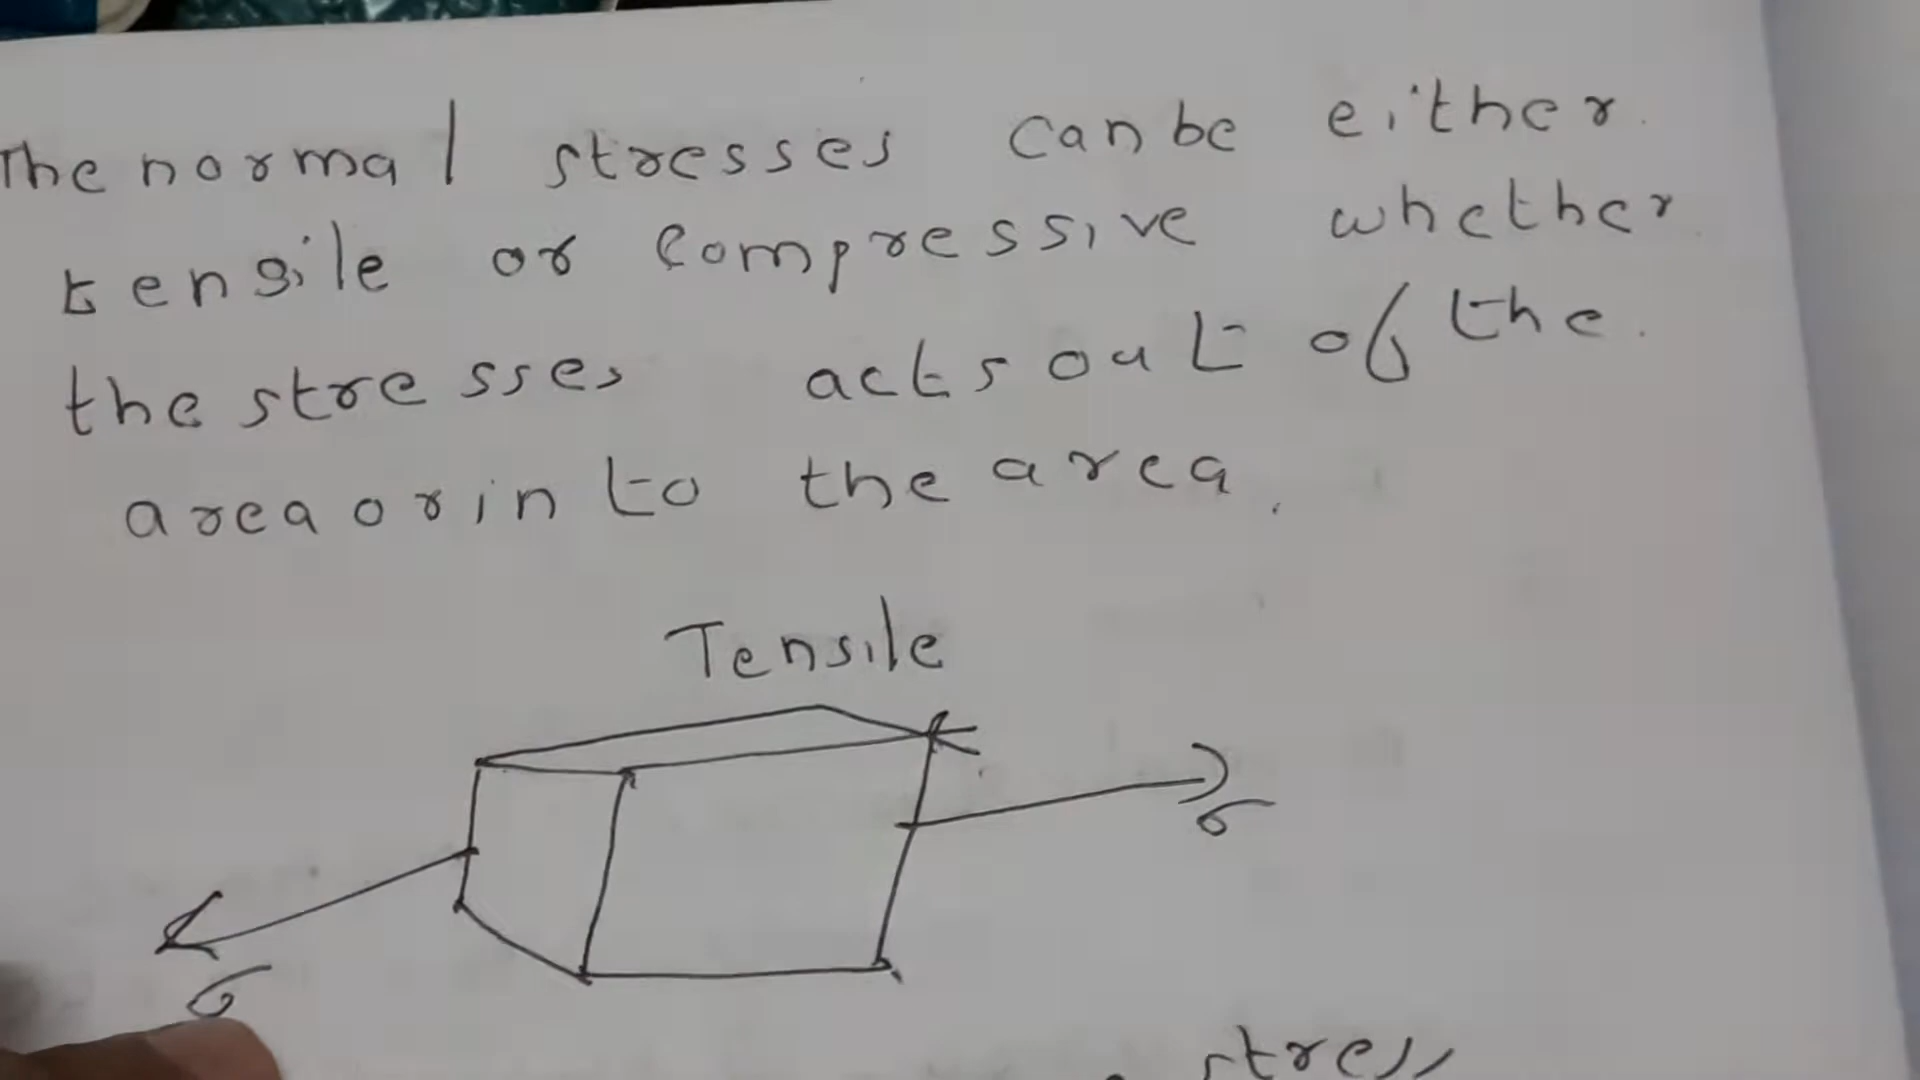 The normal stresses can be either
tensile or compressive whether
the stresses acts out of the
area or into the area.
Tensile
σ
σ
stress